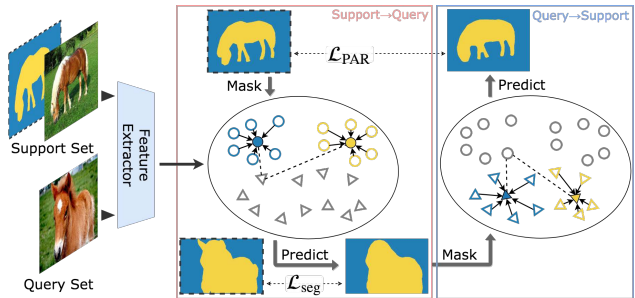 Support→Query
Query→Support
𝓛PAR
Mask
Predict
Support Set
Feature
Extractor
Predict
Mask
𝓛seg
Query Set